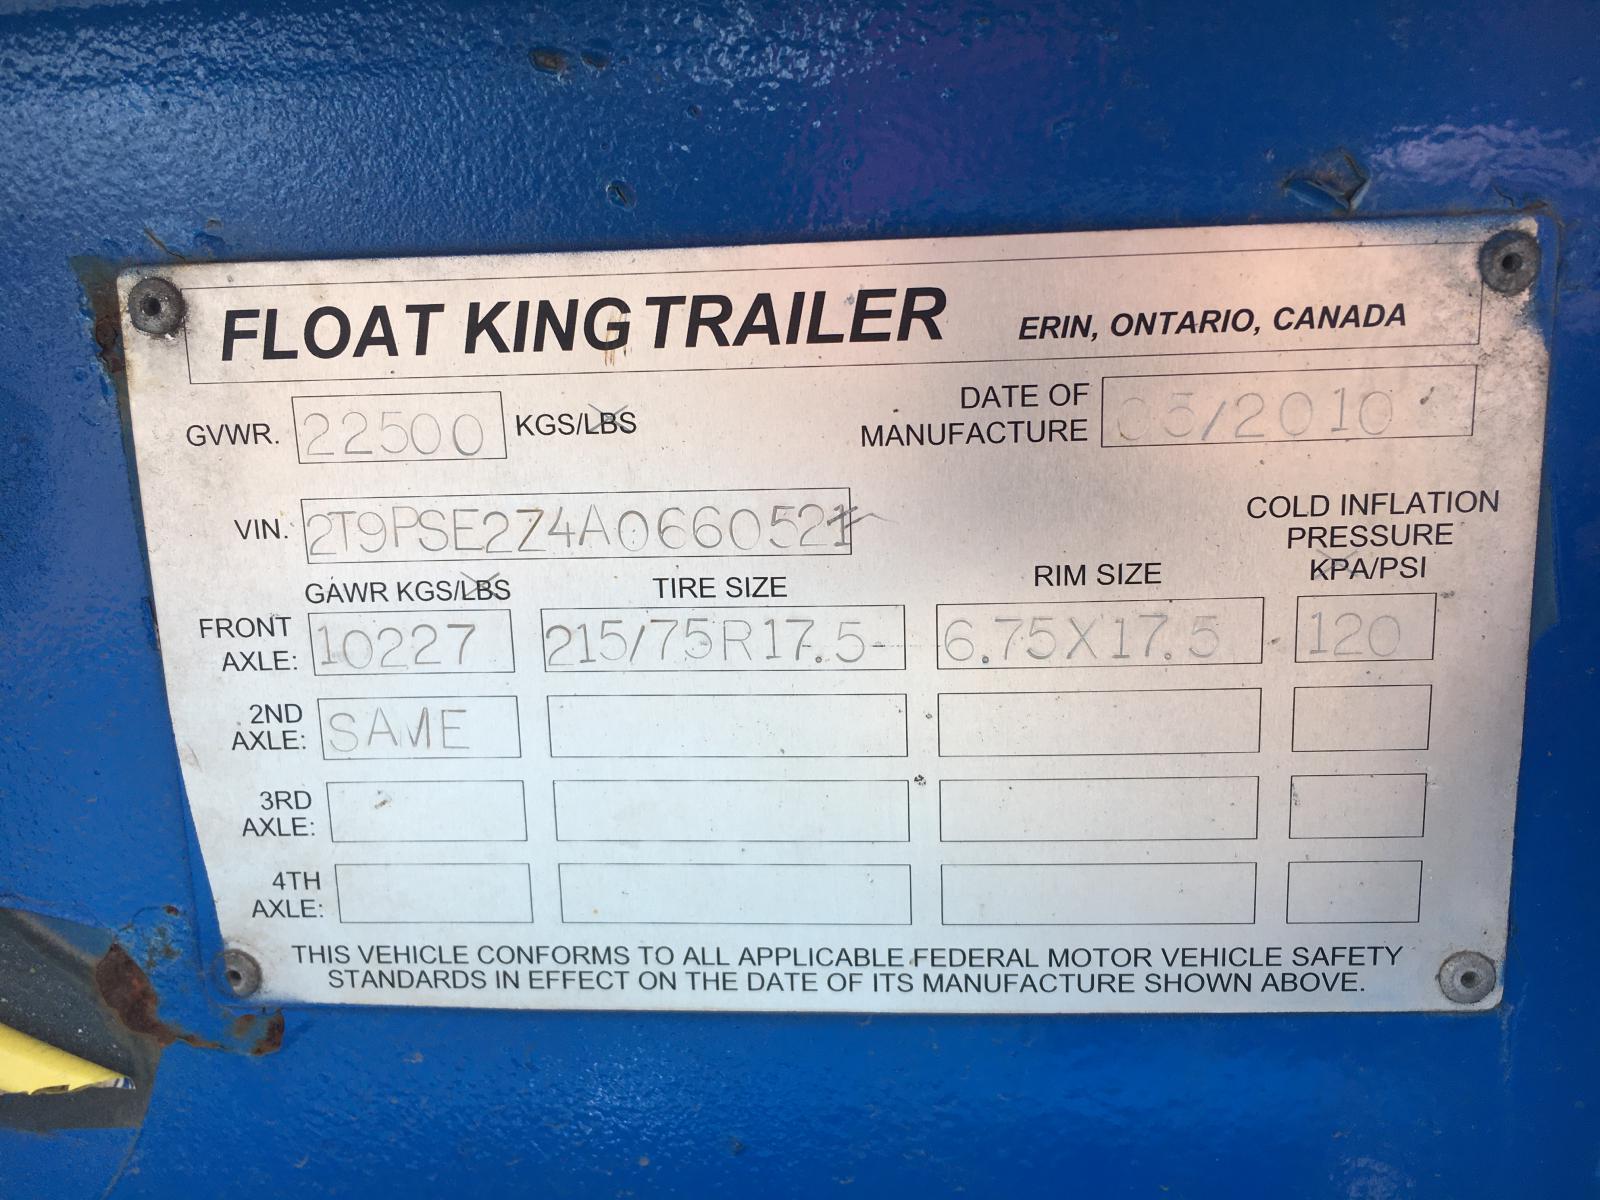 FLOAT KING TRAILER ERIN, ONTARIO, CANADA
GVWR. 22500 KGS/LBS
DATE OF
MANUFACTURE 05/2010
VIN. 2T9PSE2Z4A0660521
COLD INFLATION
PRESSURE
KPA/PSI
GAWR KGS/LBS TIRE SIZE RIM SIZE
FRONT
AXLE: 10227 215/75R17.5- 6.75X17.5 120
2ND
AXLE: SAME
3RD
AXLE:
4TH
AXLE:
THIS VEHICLE CONFORMS TO ALL APPLICABLE FEDERAL MOTOR VEHICLE SAFETY
STANDARDS IN EFFECT ON THE DATE OF ITS MANUFACTURE SHOWN ABOVE.